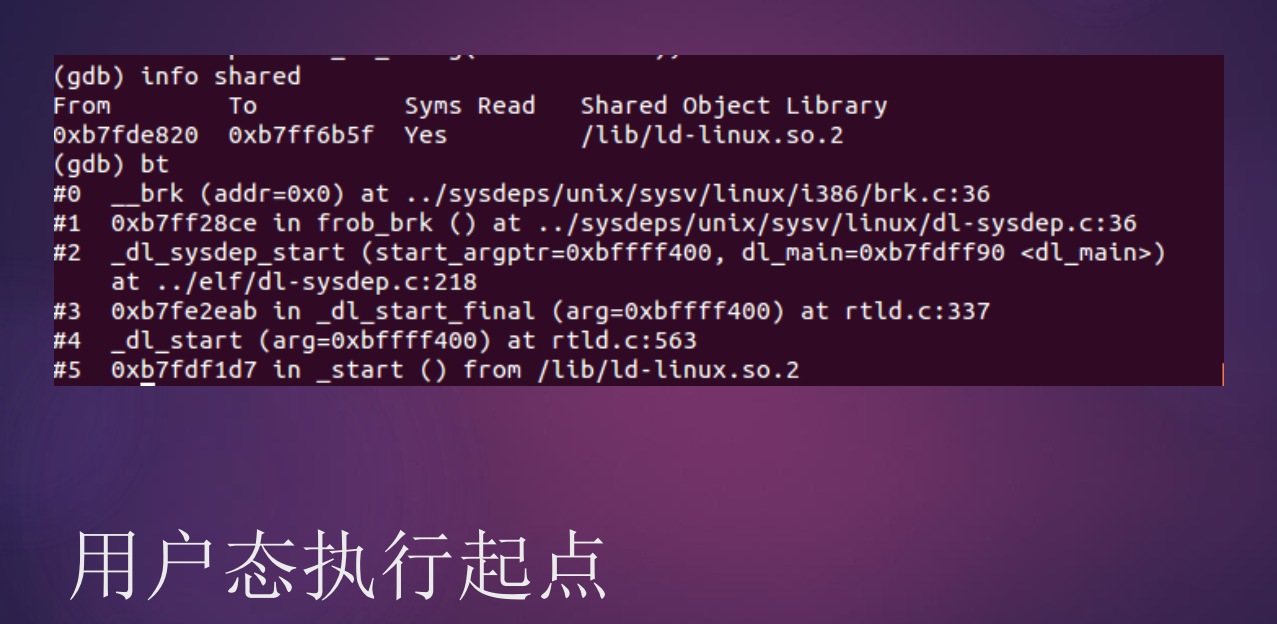 (gdb) info shared
From        To          Syms Read   Shared Object Library
0xb7fde820  0xb7ff6b5f  Yes         /lib/ld-linux.so.2
(gdb) bt
#0  __brk (addr=0x0) at ../sysdeps/unix/sysv/linux/i386/brk.c:36
#1  0xb7ff28ce in frob_brk () at ../sysdeps/unix/sysv/linux/dl-sysdep.c:36
#2  _dl_sysdep_start (start_argptr=0xbffff400, dl_main=0xb7fdff90 <dl_main>)
    at ../elf/dl-sysdep.c:218
#3  0xb7fe2eab in _dl_start_final (arg=0xbffff400) at rtld.c:337
#4  _dl_start (arg=0xbffff400) at rtld.c:563
#5  0xb7fdf1d7 in _start () from /lib/ld-linux.so.2
用户态执行起点